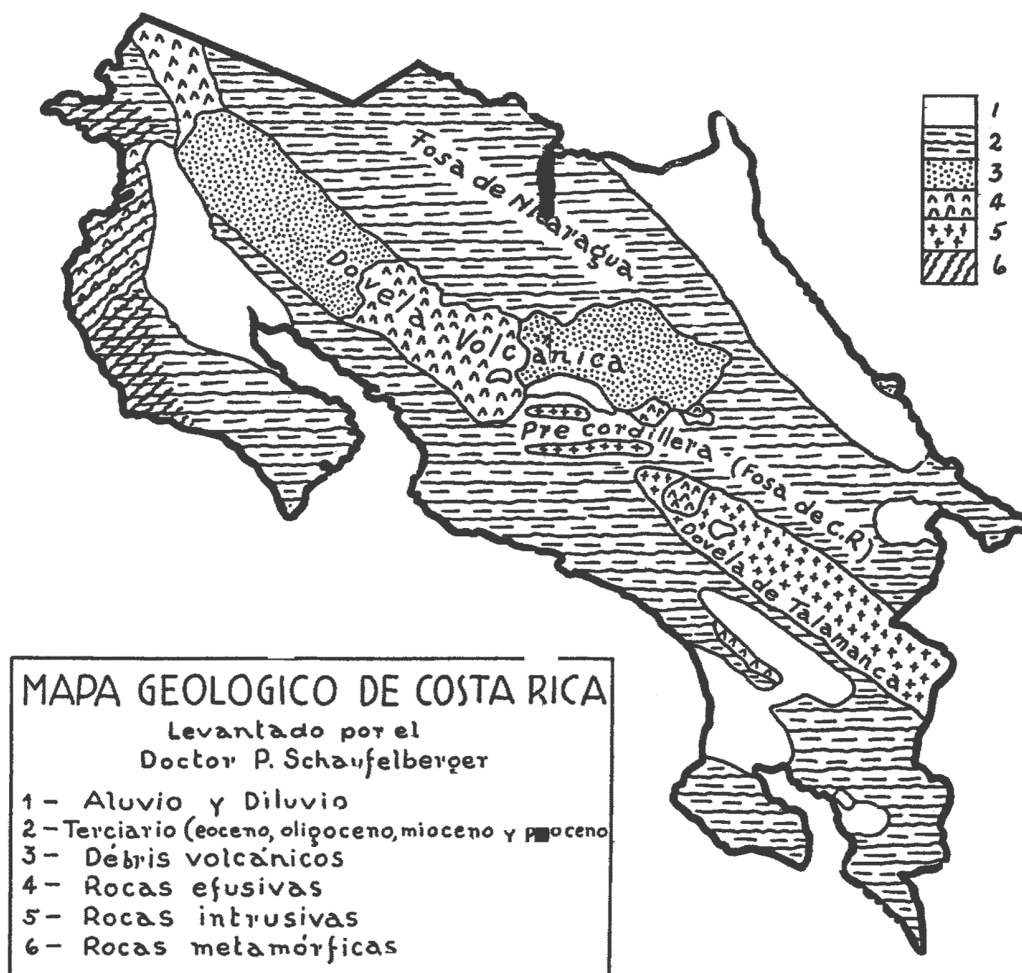 Fosa de Nicaragua
Dovela Volcánica
Pre Cordillera - (Fosa de C.R)
Dovela de Talamanca
1
2
3
4
5
6
MAPA GEOLOGICO DE COSTA RICA
Levantado por el
Doctor P. Schaufelberger
1 - Aluvio y Diluvio
2 - Terciario (eoceno, oligoceno, mioceno y
3 - Débris volcánicos
4 - Rocas efusivas
5 - Rocas intrusivas
6 - Rocas metamórficas